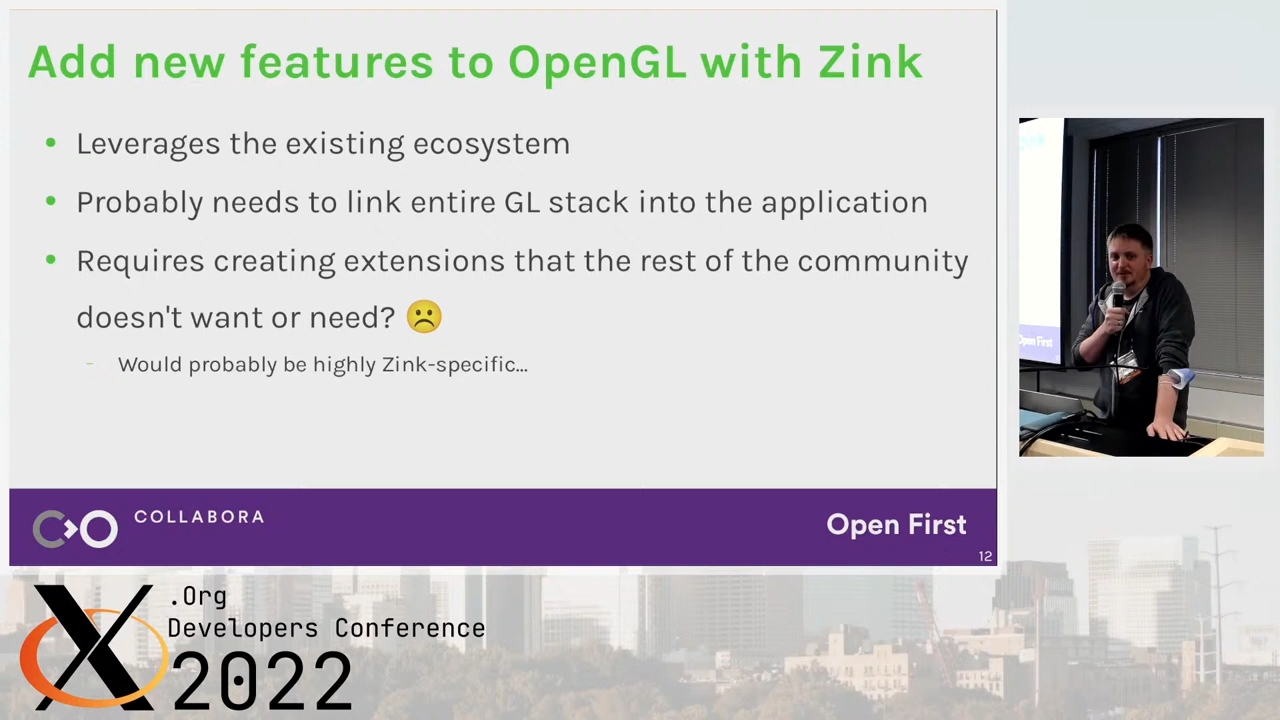 Add new features to OpenGL with Zink
Leverages the existing ecosystem
Probably needs to link entire GL stack into the application
Requires creating extensions that the rest of the community
doesn't want or need? ☹️
Would probably be highly Zink-specific...
COLLABORA
Open First
12
Open First
.Org
Developers Conference
X
2022